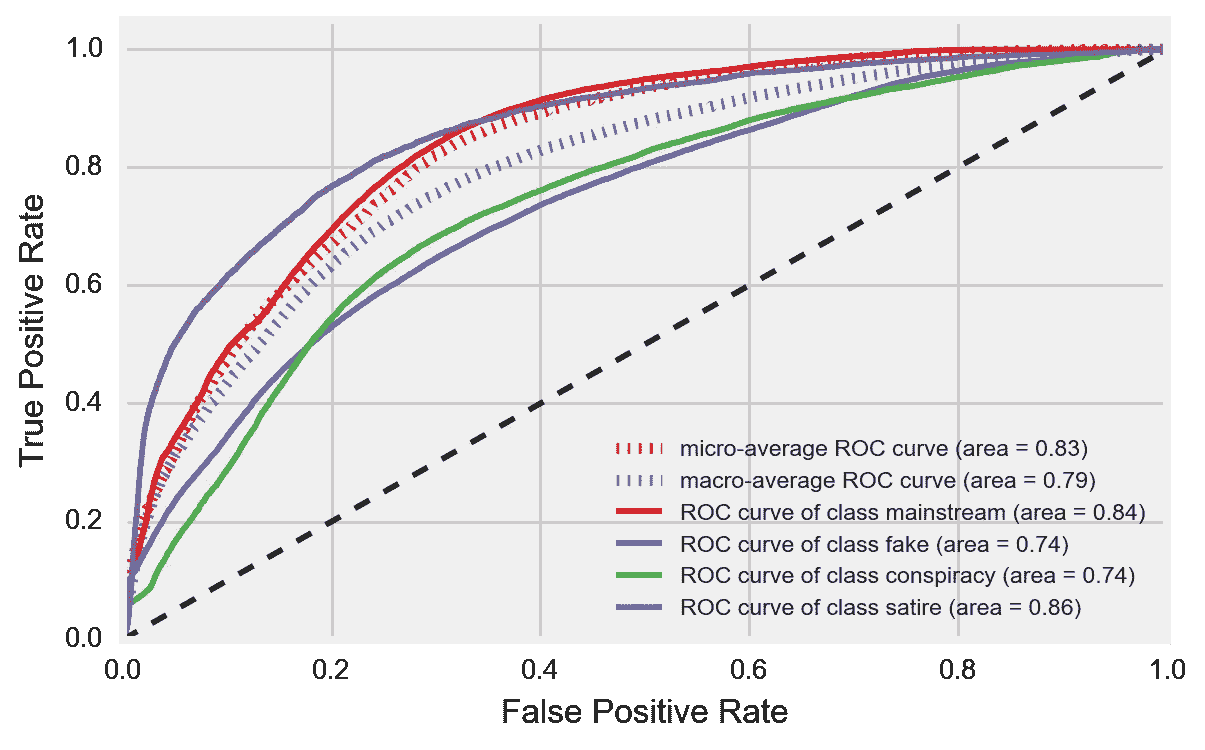 1.0
0.8
0.6
0.4
0.2
0.0
True Positive Rate
micro-average ROC curve (area = 0.83)
macro-average ROC curve (area = 0.79)
ROC curve of class mainstream (area = 0.84)
ROC curve of class fake (area = 0.74)
ROC curve of class conspiracy (area = 0.74)
ROC curve of class satire (area = 0.86)
0.0 0.2 0.4 0.6 0.8 1.0
False Positive Rate